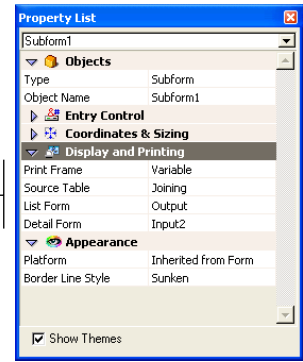 Property List
Subform1
Objects
Type Subform
Object Name Subform1
Entry Control
Coordinates & Sizing
Display and Printing
Print Frame Variable
Source Table Joining
List Form Output
Detail Form Input2
Appearance
Platform Inherited from Form
Border Line Style Sunken
Show Themes